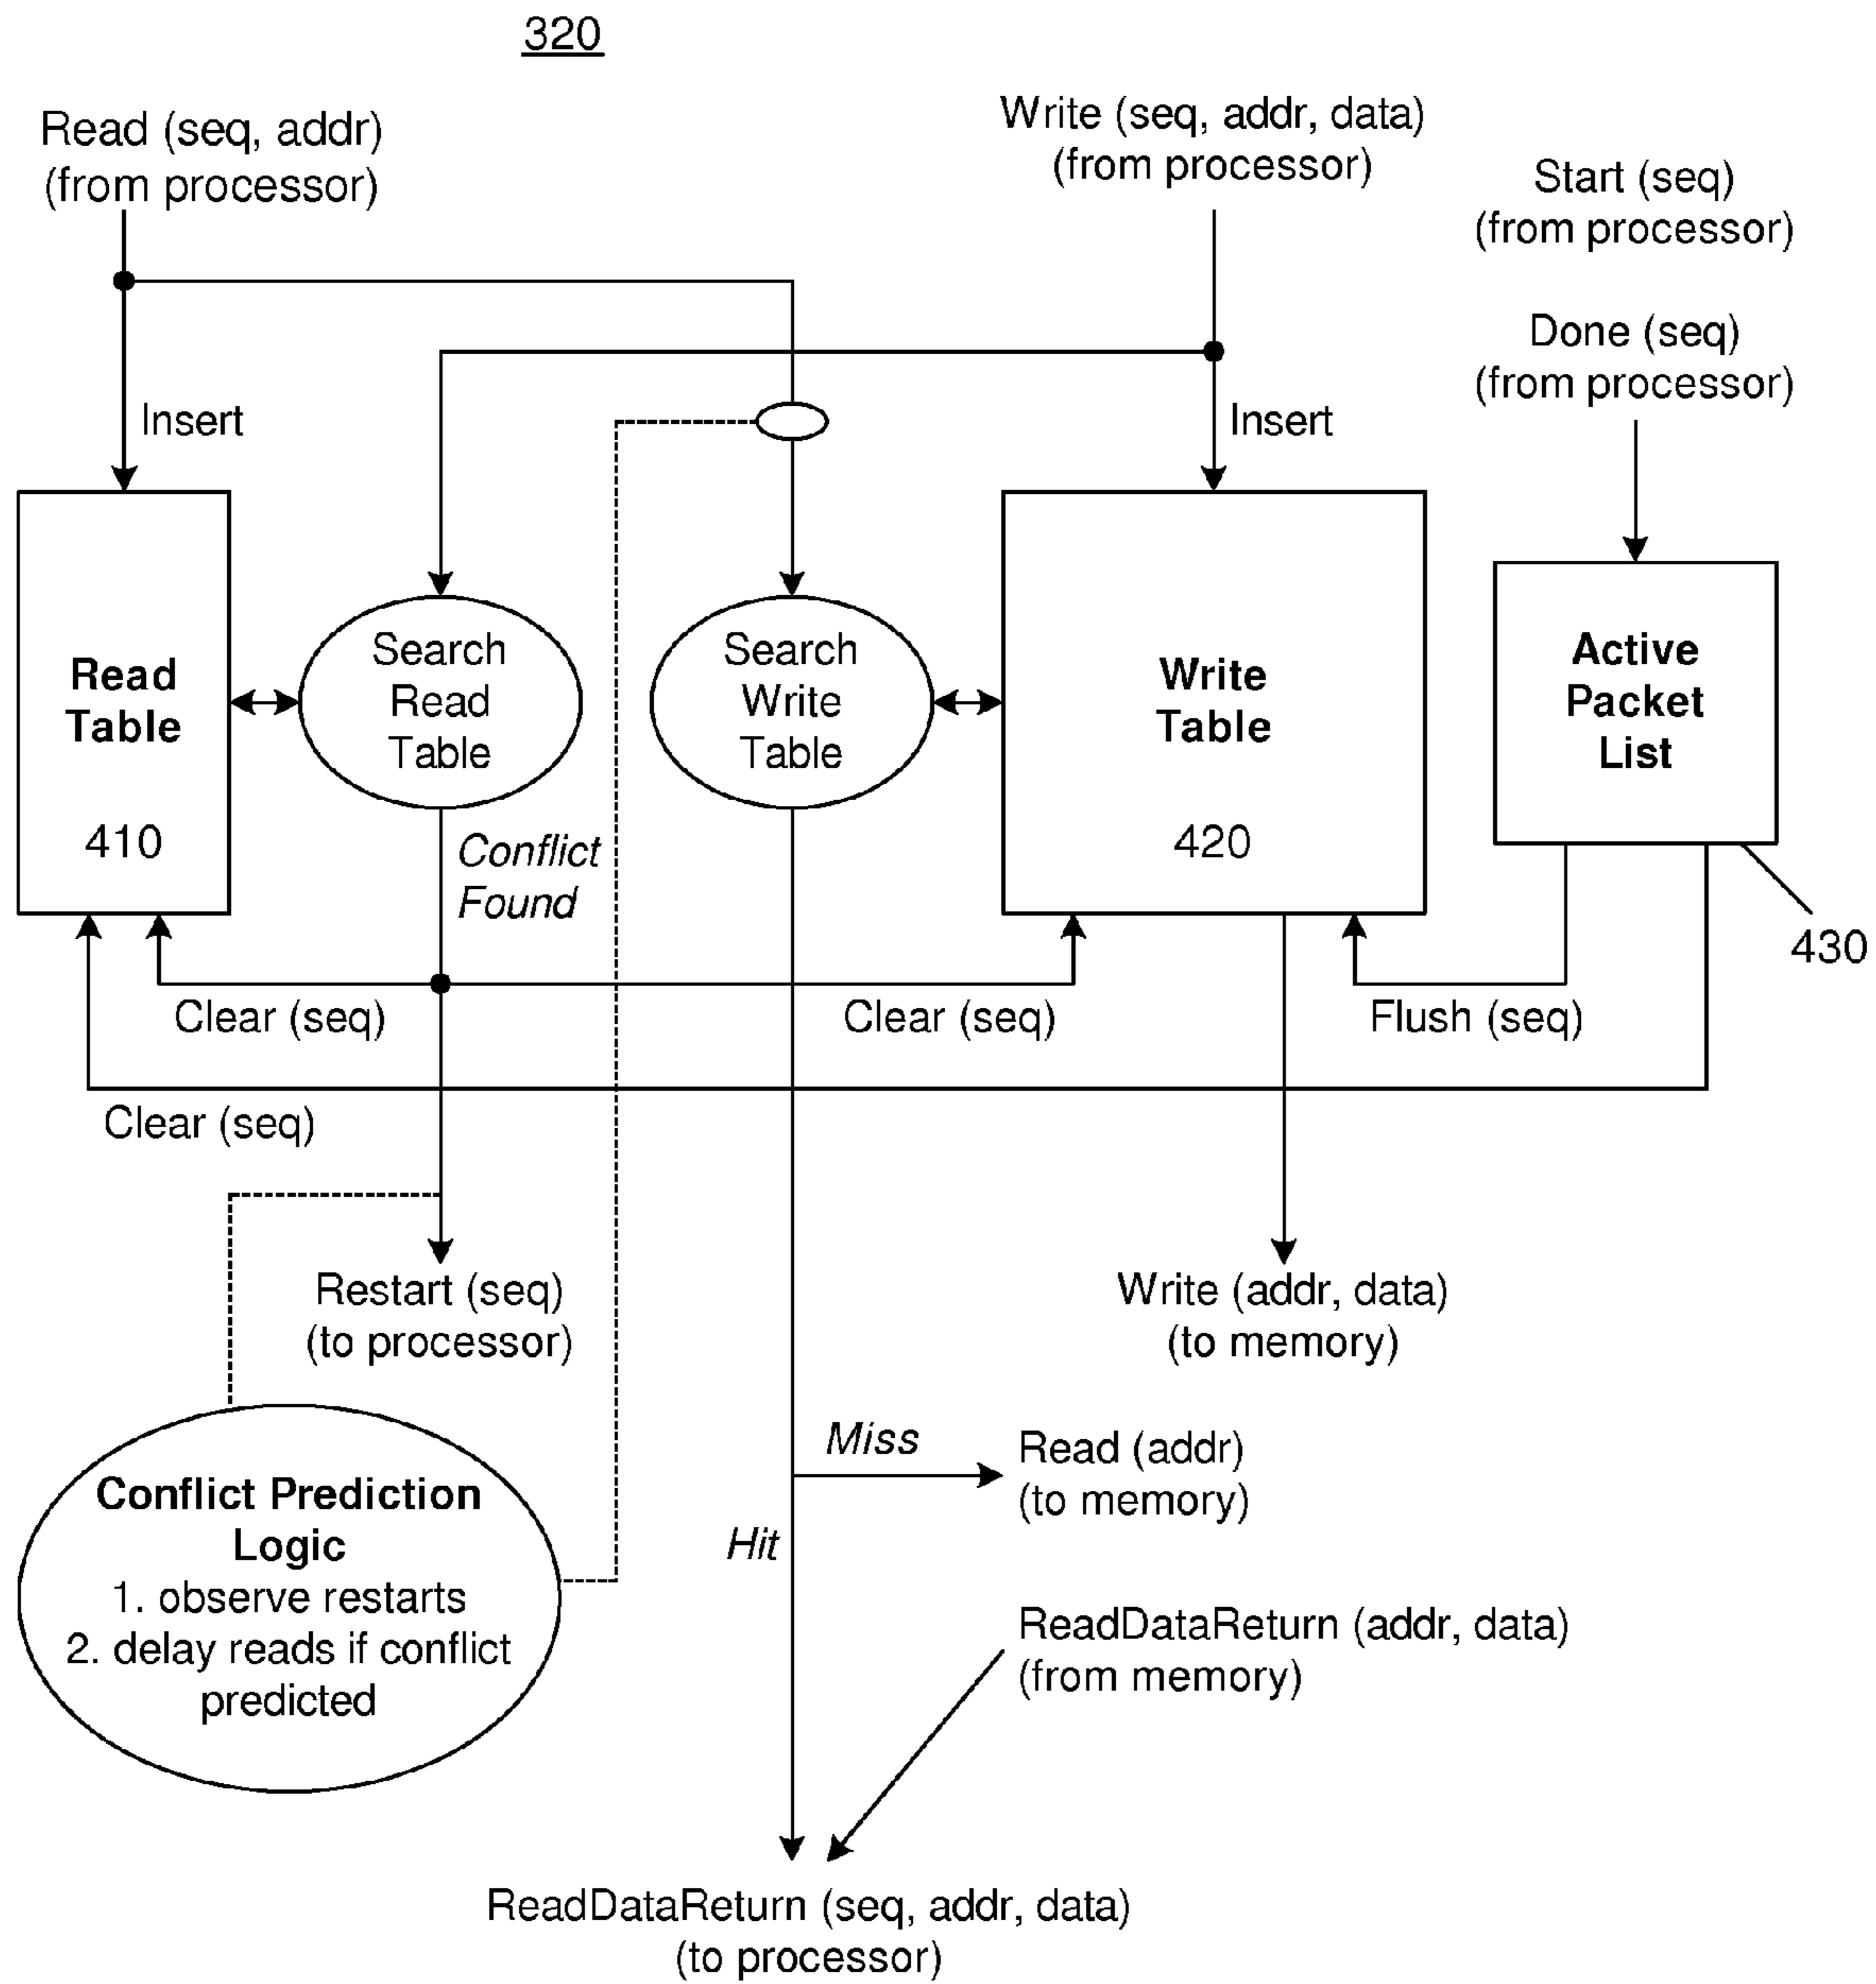 320
Read (seq, addr)
(from processor)
Write (seq, addr, data)
(from processor)
Start (seq)
(from processor)
Done (seq)
(from processor)
Insert
Insert
Read
Table
410
Search
Read
Table
Search
Write
Table
Write
Table
420
Active
Packet
List
430
Conflict
Found
Clear (seq)
Clear (seq)
Flush (seq)
Clear (seq)
Restart (seq)
(to processor)
Write (addr, data)
(to memory)
Miss
Read (addr)
(to memory)
Hit
Conflict Prediction
Logic
1. observe restarts
2. delay reads if conflict
predicted
ReadDataReturn (addr, data)
(from memory)
ReadDataReturn (seq, addr, data)
(to processor)